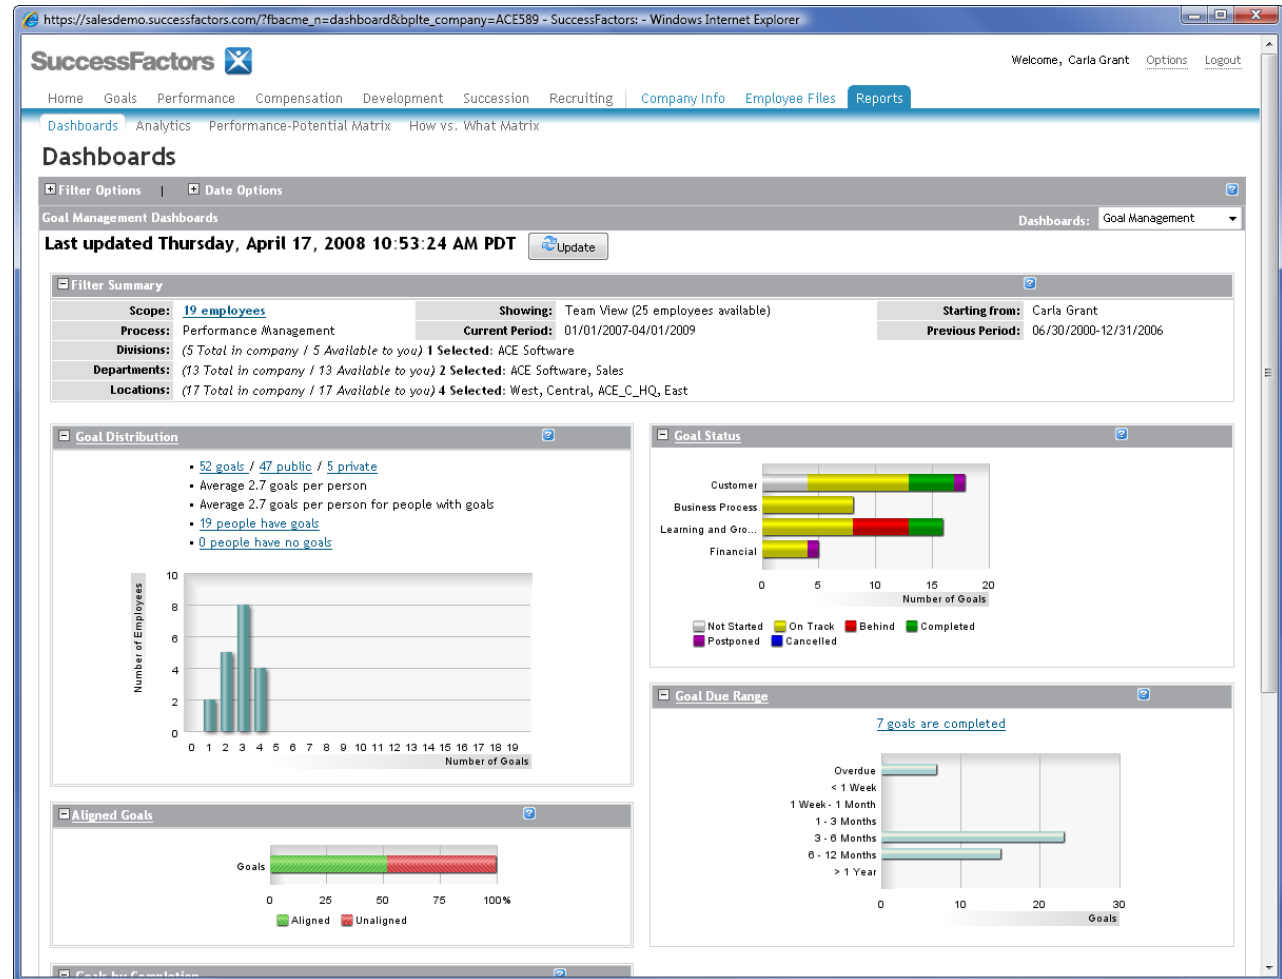 https://salesdemo.successfactors.com/?fbacme_n=dashboard&bplte_company=ACE589 - SuccessFactors: - Windows Internet Explorer
SuccessFactors
Welcome, Carla Grant Options Logout
Home Goals Performance Compensation Development Succession Recruiting Company Info Employee Files Reports
Dashboards Analytics Performance-Potential Matrix How vs. What Matrix
Dashboards
Filter Options | Date Options
Goal Management Dashboards
Dashboards: Goal Management
Last updated Thursday, April 17, 2008 10:53:24 AM PDT Update
Filter Summary
Scope: 19 employees Showing: Team View (25 employees available) Starting from: Carla Grant
Process: Performance Management Current Period: 01/01/2007-04/01/2009 Previous Period: 06/30/2000-12/31/2006
Divisions: (5 Total in company / 5 Available to you) 1 Selected: ACE Software
Departments: (13 Total in company / 13 Available to you) 2 Selected: ACE Software, Sales
Locations: (17 Total in company / 17 Available to you) 4 Selected: West, Central, ACE_C_HQ, East
Goal Distribution
52 goals / 47 public / 5 private
Average 2.7 goals per person
Average 2.7 goals per person for people with goals
19 people have goals
0 people have no goals
Number of Employees
10
8
6
4
2
0
0 1 2 3 4 5 6 7 8 9 10 11 12 13 14 15 16 17 18 19
Number of Goals
Aligned Goals
Goals
0 25 50 75 100%
Aligned Unaligned
Goals by Completion
Goal Status
Customer
Business Process
Learning and Gro...
Financial
0 5 10 15 20
Number of Goals
Not Started On Track Behind Completed
Postponed Cancelled
Goal Due Range
7 goals are completed
Overdue
< 1 Week
1 Week - 1 Month
1 - 3 Months
3 - 6 Months
6 - 12 Months
> 1 Year
0 10 20 30
Goals